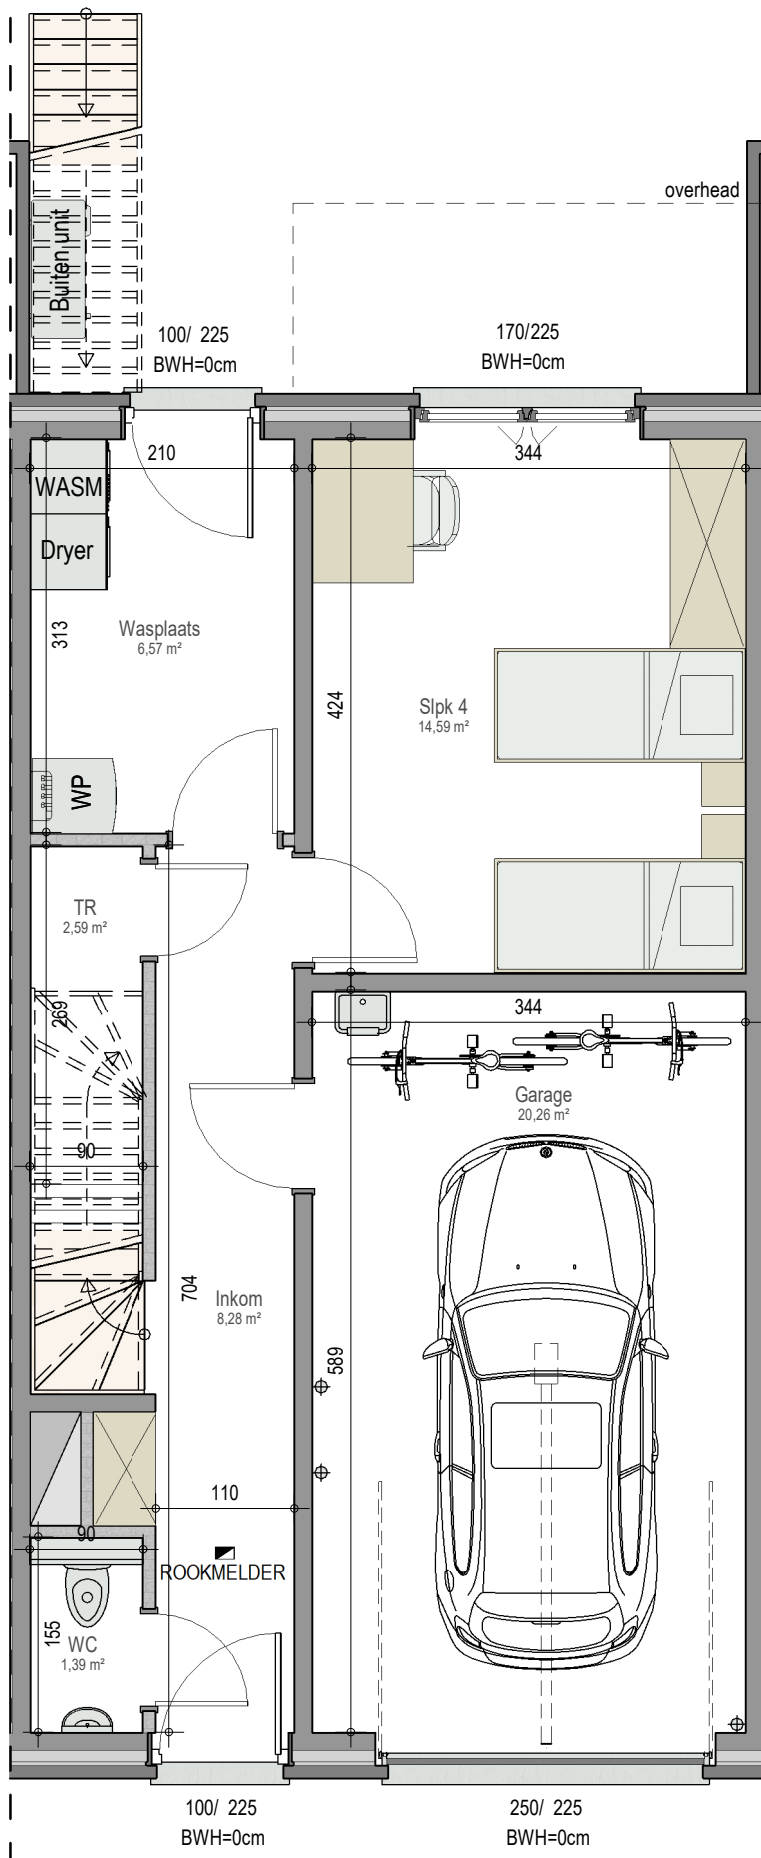 overhead
Buiten unit
100/ 225
BWH=0cm
170/225
BWH=0cm
210
344
WASM
Dryer
Wasplaats
6,57 m²
313
424
Slpk 4
14,59 m²
WP
TR
2,59 m²
269
344
Garage
20,26 m²
90
704
Inkom
8,28 m²
589
110
90
ROOKMELDER
155
WC
1,39 m²
100/ 225
BWH=0cm
250/ 225
BWH=0cm